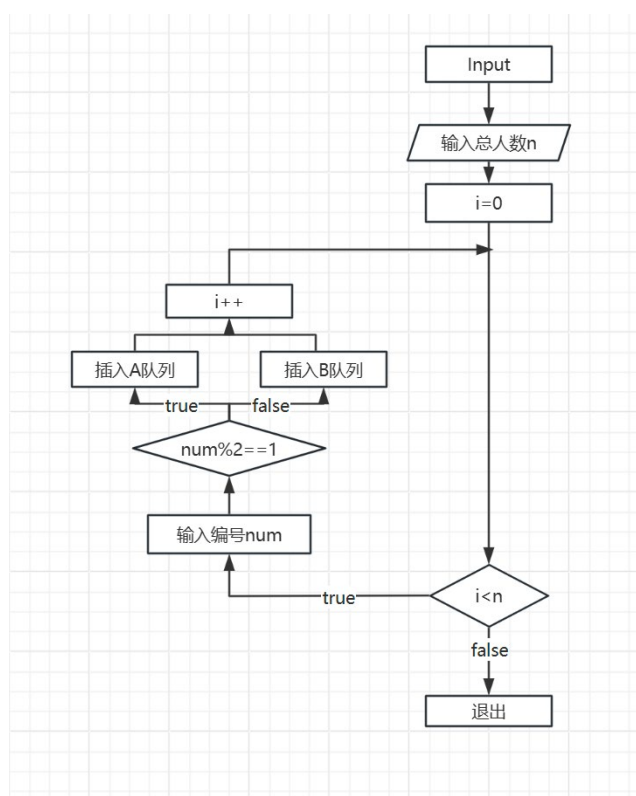 Input
输入总人数n
i=0
i++
插入A队列
插入B队列
true
false
num%2==1
输入编号num
true
i<n
false
退出